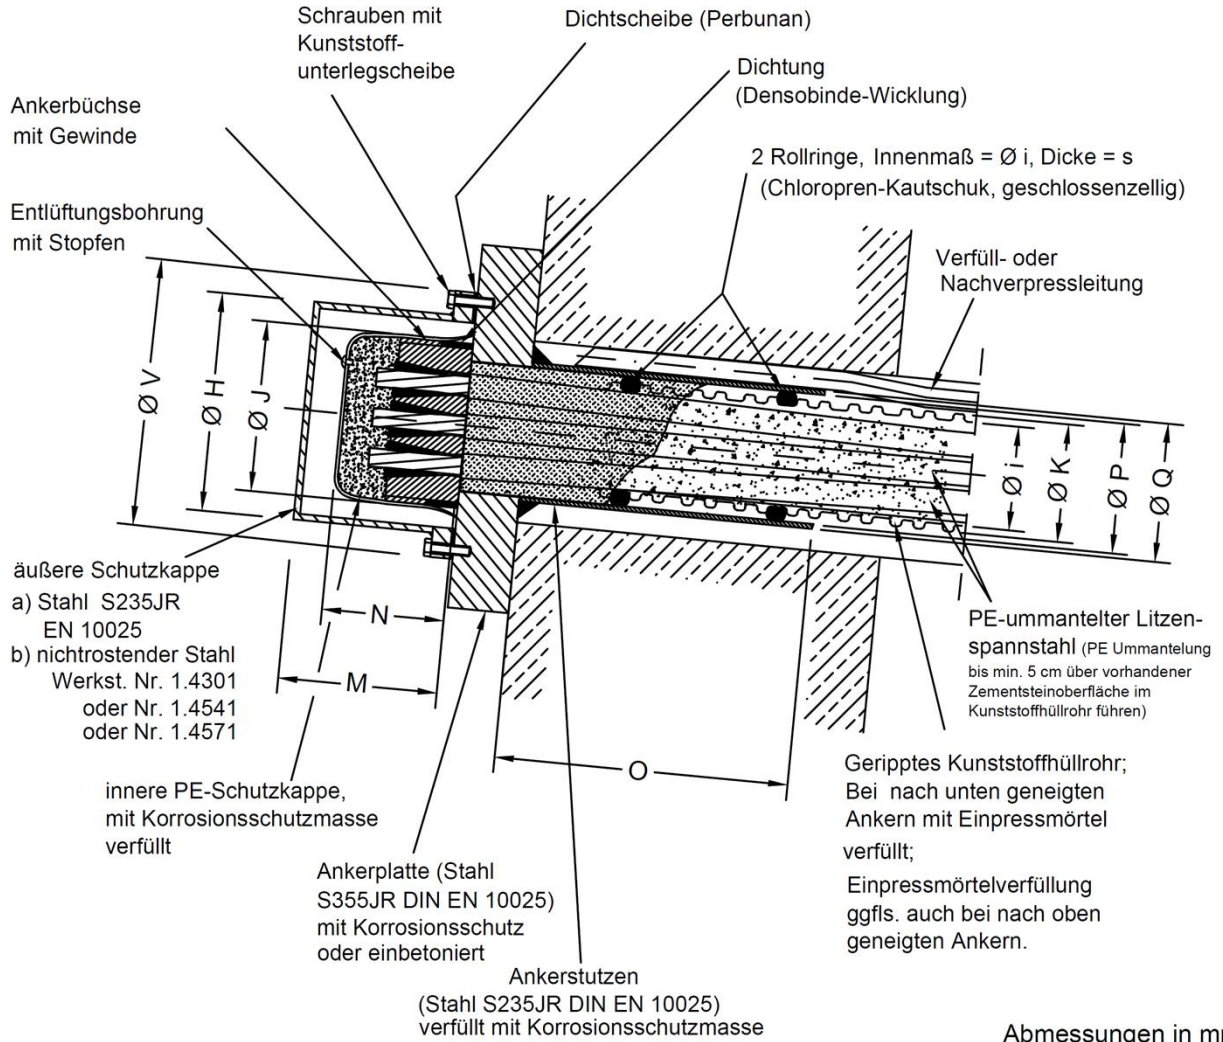 Schrauben mit
Kunststoff-
unterlegscheibe
Dichtscheibe (Perbunan)
Dichtung
(Densobinde-Wicklung)
Ankerbüchse
mit Gewinde
2 Rollringe, Innenmaß = Ø i, Dicke = s
(Chloropren-Kautschuk, geschlossenzellig)
Entlüftungsbohrung
mit Stopfen
Verfüll- oder
Nachverpressleitung
Ø V
Ø H
Ø J
Ø i
Ø K
Ø P
Ø Q
äußere Schutzkappe
a) Stahl S235JR
EN 10025
b) nichtrostender Stahl
Werkst. Nr. 1.4301
oder Nr. 1.4541
oder Nr. 1.4571
N
M
O
PE-ummantelter Litzen-
spannstahl (PE Ummantelung
bis min. 5 cm über vorhandener
Zementsteinoberfläche im
Kunststoffhüllrohr führen)
innere PE-Schutzkappe,
mit Korrosionsschutzmasse
verfüllt
Geripptes Kunststoffhüllrohr;
Bei nach unten geneigten
Ankern mit Einpressmörtel
verfüllt;
Einpressmörtelverfüllung
ggfls. auch bei nach oben
geneigten Ankern.
Ankerplatte (Stahl
S355JR DIN EN 10025)
mit Korrosionsschutz
oder einbetoniert
Ankerstutzen
(Stahl S235JR DIN EN 10025)
verfüllt mit Korrosionsschutzmasse
Abmessungen in